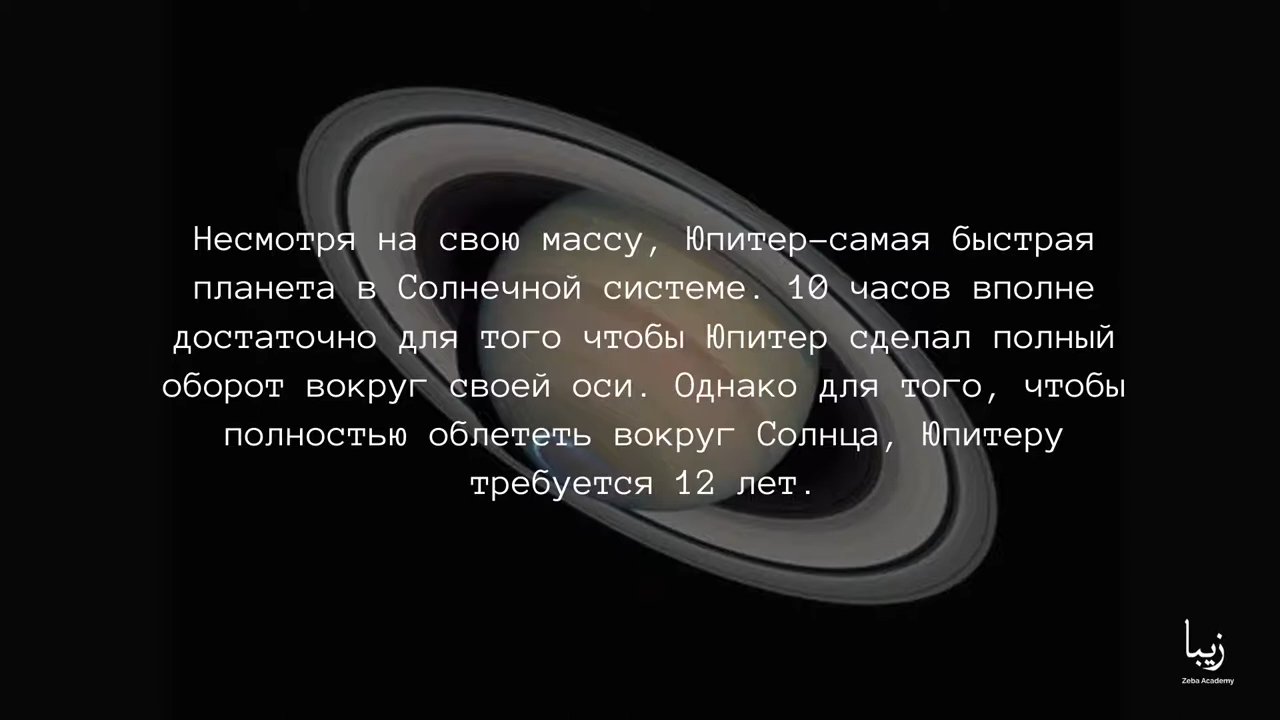 Несмотря на свою массу, Юпитер-самая быстрая
планета в Солнечной системе. 10 часов вполне
достаточно для того чтобы Юпитер сделал полный
оборот вокруг своей оси. Однако для того, чтобы
полностью облететь вокруг Солнца, Юпитеру
требуется 12 лет.
زيبا
Zeba Academy